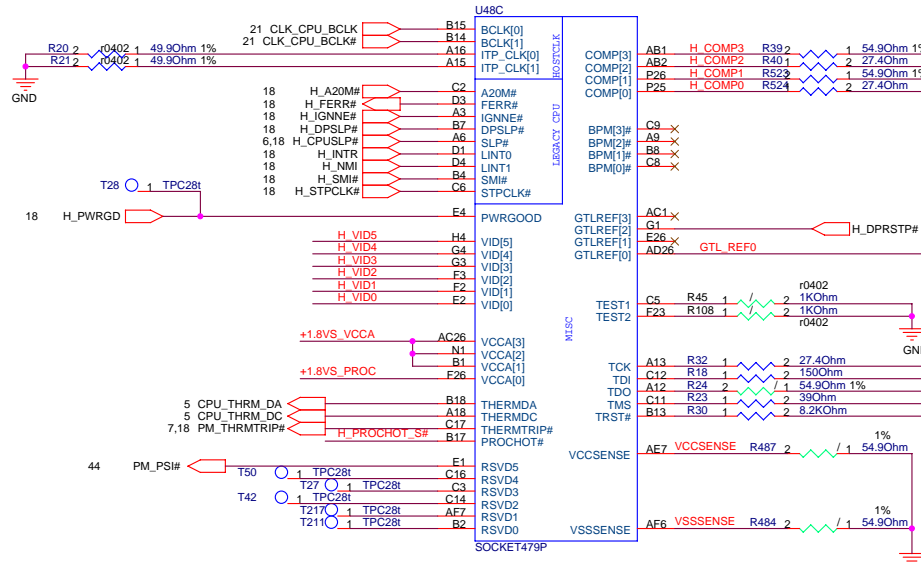 U48C
21 CLK_CPU_BCLK B15 BCLK[0]
21 CLK_CPU_BCLK# B14 BCLK[1]
R20 2 r0402 1 49.9Ohm 1% A16 ITP_CLK[0]
R21 2 r0402 1 49.9Ohm 1% A15 ITP_CLK[1]
HOSTCLK
GND
COMP[3] AB1 H_COMP3 R39 2 1 54.9Ohm 1%
COMP[2] AB2 H_COMP2 R40 1 2 27.4Ohm
COMP[1] P26 H_COMP1 R523 2 1 54.9Ohm 1%
COMP[0] P25 H_COMP0 R524 1 2 27.4Ohm
18 H_A20M# C2 A20M#
18 H_FERR# D3 FERR#
18 H_IGNNE# A3 IGNNE#
18 H_DPSLP# B7 DPSLP#
6,18 H_CPUSLP# A6 SLP#
18 H_INTR D1 LINT0
18 H_NMI D4 LINT1
18 H_SMI# B4 SMI#
18 H_STPCLK# C6 STPCLK#
LEGACY CPU
BPM[3]# C9
BPM[2]# A9
BPM[1]# B8
BPM[0]# C8
T28 1 TPC28t
18 H_PWRGD E4 PWRGOOD
GTLREF[3] AC1
GTLREF[2] G1 H_DPRSTP#
GTLREF[1] E26
GTLREF[0] AD26 GTL_REF0
H_VID5 H4 VID[5]
H_VID4 G4 VID[4]
H_VID3 G3 VID[3]
H_VID2 F3 VID[2]
H_VID1 F2 VID[1]
H_VID0 E2 VID[0]
MISC
r0402
TEST1 C5 R45 1 / 2 1KOhm
TEST2 F23 R108 1 / 2 1KOhm
r0402
GND
+1.8VS_VCCA AC26 VCCA[3]
N1 VCCA[2]
B1 VCCA[1]
+1.8VS_PROC F26 VCCA[0]
TCK A13 R32 1 2 27.4Ohm
TDI C12 R18 1 2 150Ohm
TDO A12 R24 2 / 1 54.9Ohm 1%
TMS C11 R23 1 2 39Ohm
TRST# B13 R30 1 2 8.2KOhm
5 CPU_THRM_DA B18 THERMDA
5 CPU_THRM_DC A18 THERMDC
7,18 PM_THRMTRIP# C17 THERMTRIP#
H_PROCHOT_S# B17 PROCHOT#
1%
VCCSENSE AE7 VCCSENSE R487 2 / 1 54.9Ohm
44 PM_PSI# E1 RSVD5
T50 1 TPC28t C16 RSVD4
T27 1 TPC28t C3 RSVD3
T42 1 TPC28t C14 RSVD2
T217 1 TPC28t AF7 RSVD1
T211 1 TPC28t B2 RSVD0
1%
VSSSENSE AF6 VSSSENSE R484 2 / 1 54.9Ohm
SOCKET479P